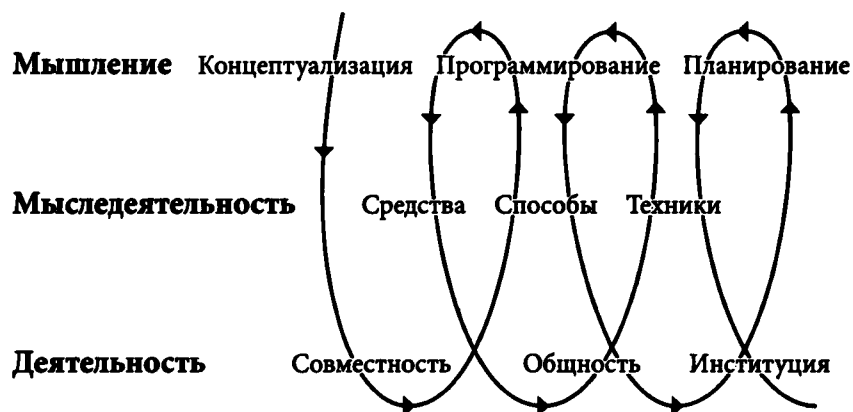 Мышление Концептуализация Программирование Планирование
Мыследеятельность Средства Способы Техники
Деятельность Совместность Общность Институция